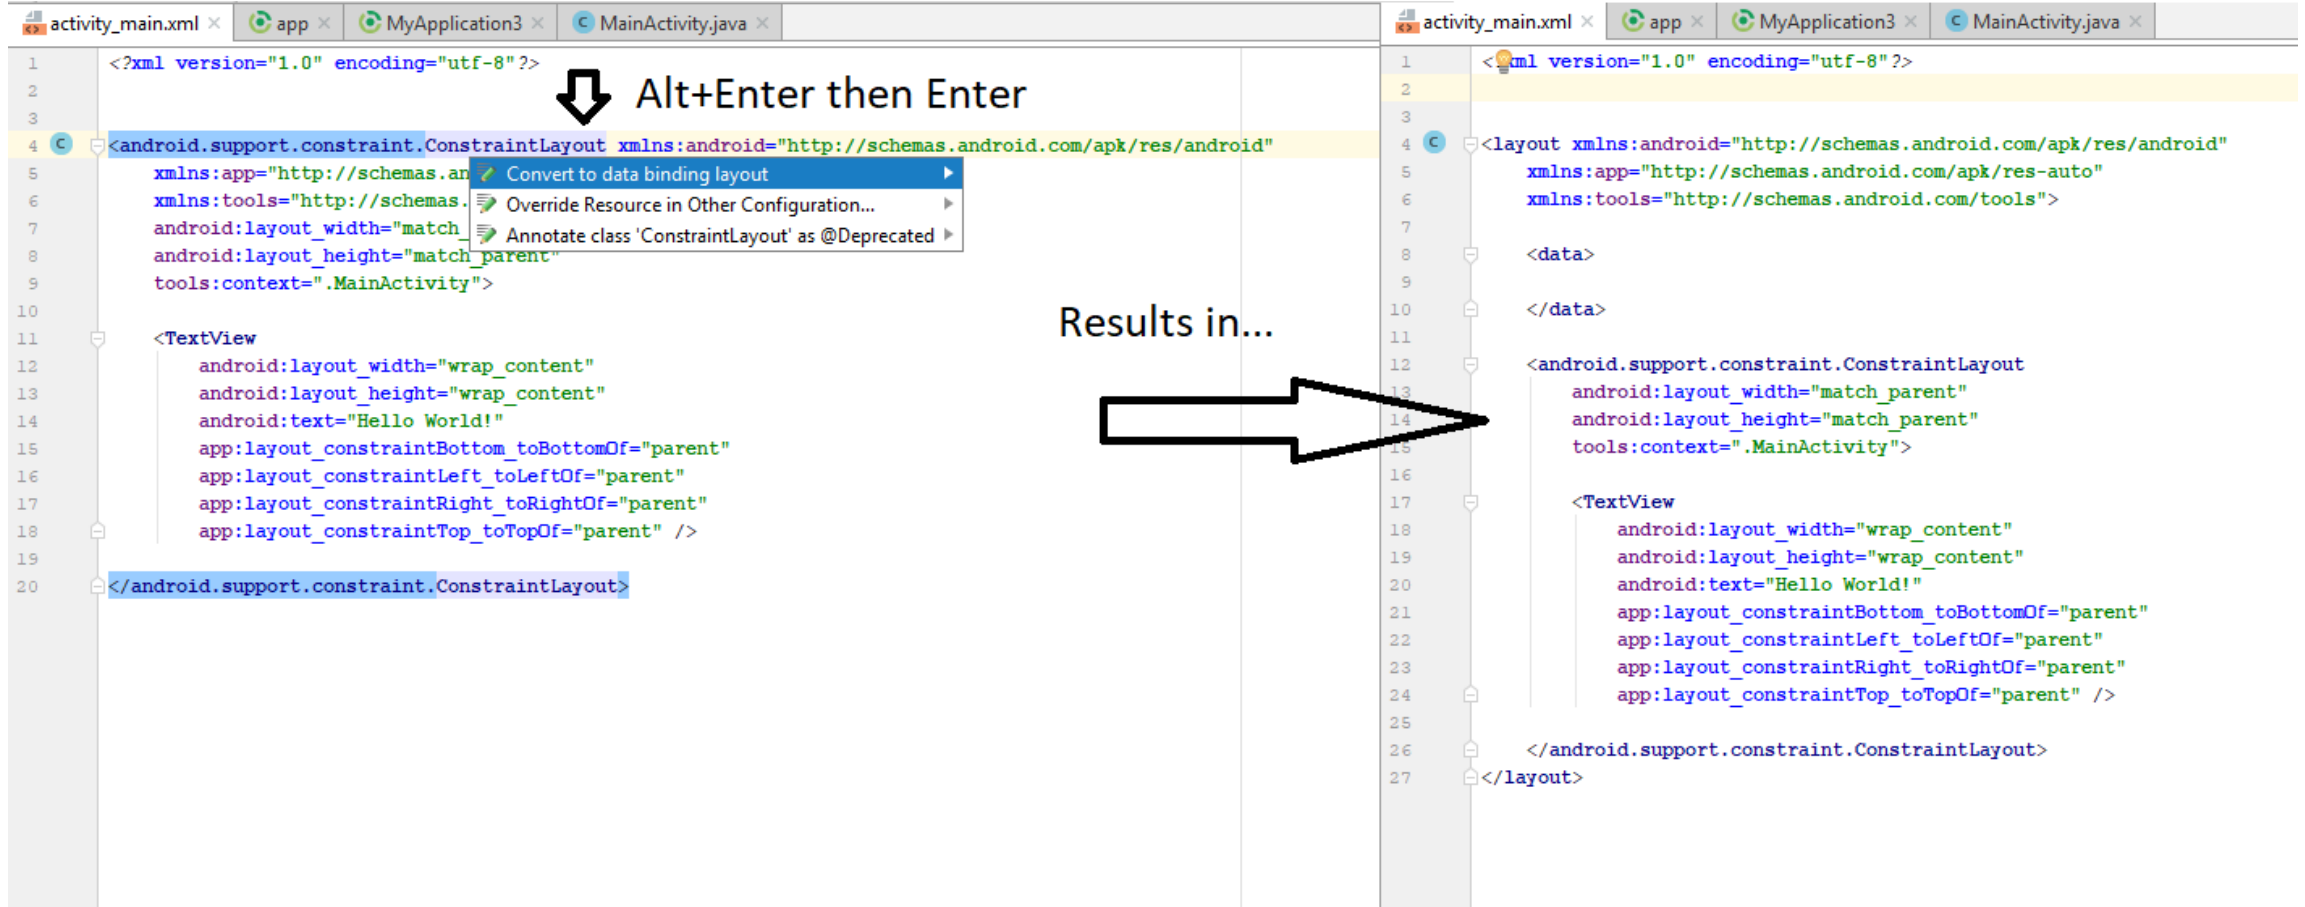 activity_main.xml × app × MyApplication3 × MainActivity.java ×
1 <?xml version="1.0" encoding="utf-8"?>
2
3
Alt+Enter then Enter
4 <android.support.constraint.ConstraintLayout xmlns:android="http://schemas.android.com/apk/res/android"
5 xmlns:app="http://schemas.an
6 xmlns:tools="http://schemas.
7 android:layout_width="match_
8 android:layout_height="match_parent"
9 tools:context=".MainActivity">
Convert to data binding layout
Override Resource in Other Configuration...
Annotate class 'ConstraintLayout' as @Deprecated
10
11 <TextView
12 android:layout_width="wrap_content"
13 android:layout_height="wrap_content"
14 android:text="Hello World!"
15 app:layout_constraintBottom_toBottomOf="parent"
16 app:layout_constraintLeft_toLeftOf="parent"
17 app:layout_constraintRight_toRightOf="parent"
18 app:layout_constraintTop_toTopOf="parent" />
19
20 </android.support.constraint.ConstraintLayout>
Results in...
activity_main.xml × app × MyApplication3 × MainActivity.java ×
1 <?xml version="1.0" encoding="utf-8"?>
2
3
4 <layout xmlns:android="http://schemas.android.com/apk/res/android"
5 xmlns:app="http://schemas.android.com/apk/res-auto"
6 xmlns:tools="http://schemas.android.com/tools">
7
8 <data>
9
10 </data>
11
12 <android.support.constraint.ConstraintLayout
13 android:layout_width="match_parent"
14 android:layout_height="match_parent"
15 tools:context=".MainActivity">
16
17 <TextView
18 android:layout_width="wrap_content"
19 android:layout_height="wrap_content"
20 android:text="Hello World!"
21 app:layout_constraintBottom_toBottomOf="parent"
22 app:layout_constraintLeft_toLeftOf="parent"
23 app:layout_constraintRight_toRightOf="parent"
24 app:layout_constraintTop_toTopOf="parent" />
25
26 </android.support.constraint.ConstraintLayout>
27 </layout>